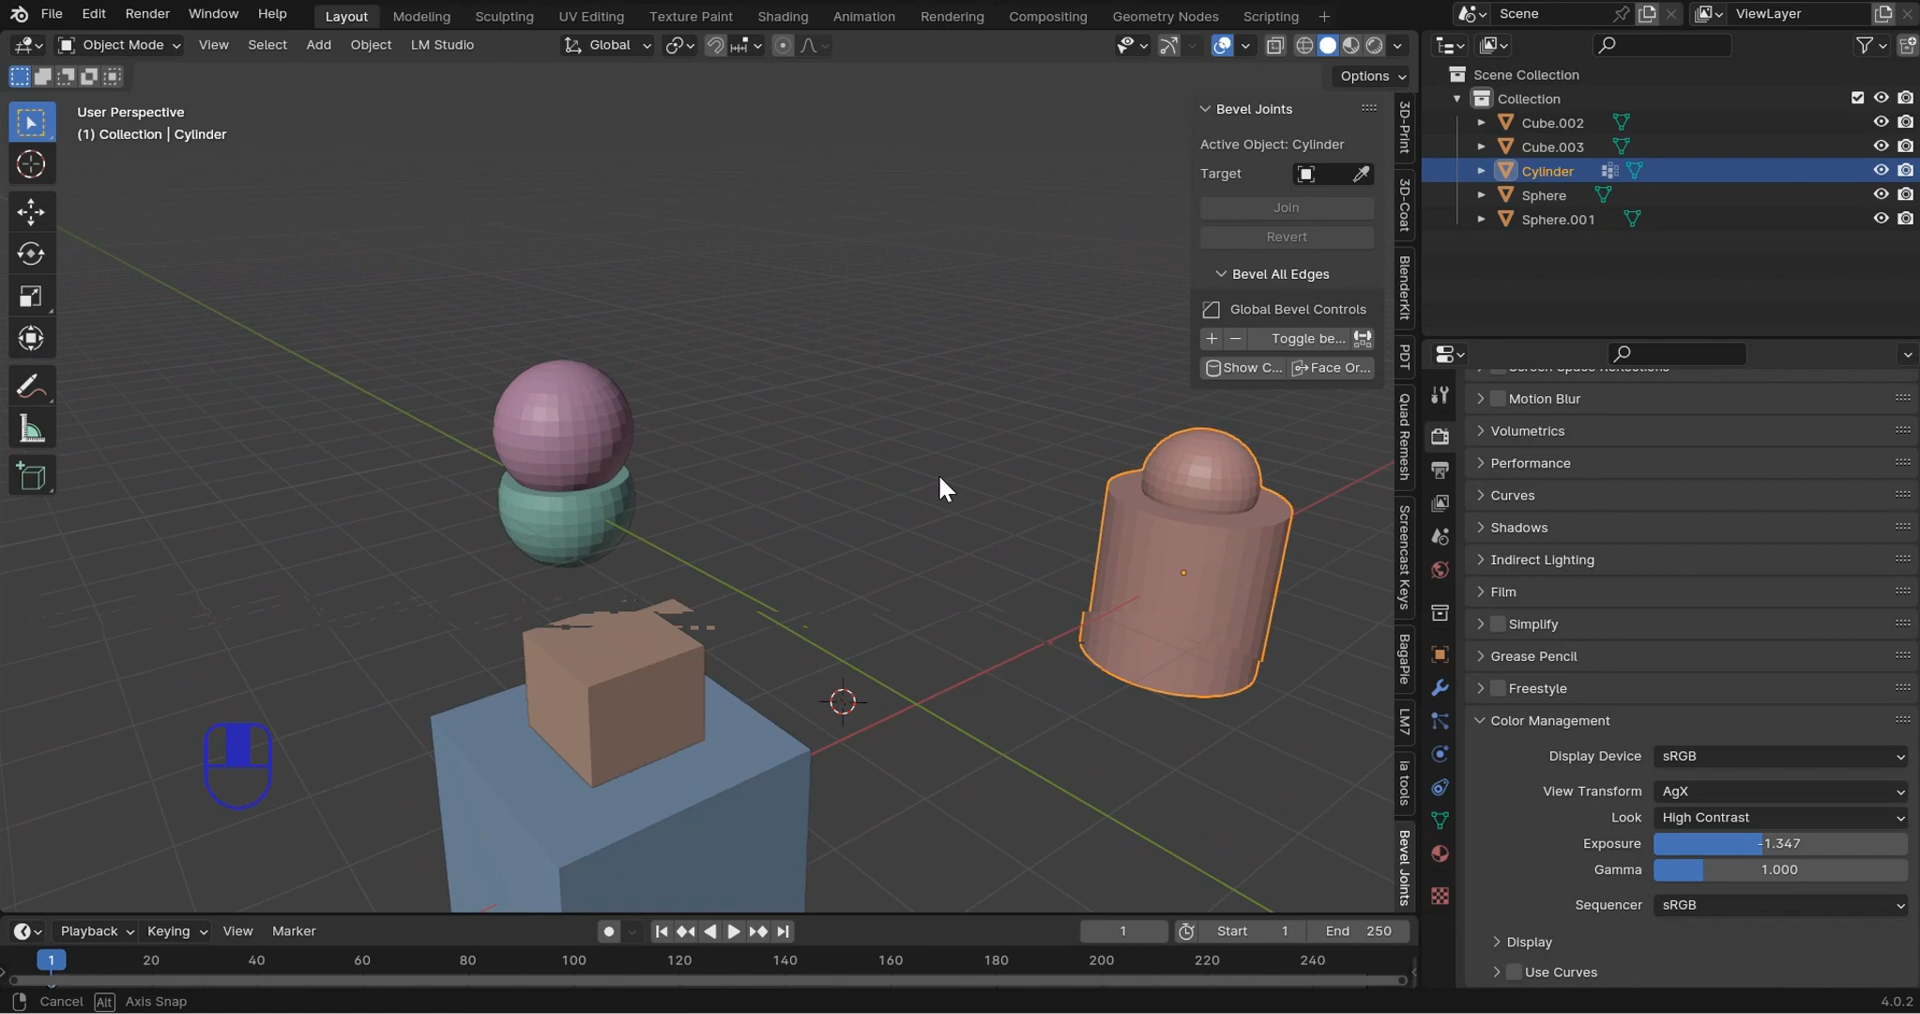 File Edit Render Window Help Layout Modeling Sculpting UV Editing Texture Paint Shading Animation Rendering Compositing Geometry Nodes Scripting + Scene ViewLayer
Object Mode View Select Add Object LM Studio Global
Options
User Perspective
(1) Collection | Cylinder
Bevel Joints
Active Object: Cylinder
Target
Join
Revert
Bevel All Edges
Global Bevel Controls
+ − Toggle be...
Show C... Face Or...
3D-Print
3D-Coat
BlenderKit
PDT
Quad Remesh
Screencast Keys
BagaPie
LM7
ia tools
Bevel Joints
Scene Collection
Collection
Cube.002
Cube.003
Cylinder
Sphere
Sphere.001
Motion Blur
Volumetrics
Performance
Curves
Shadows
Indirect Lighting
Film
Simplify
Grease Pencil
Freestyle
Color Management
Display Device sRGB
View Transform AgX
Look High Contrast
Exposure -1.347
Gamma 1.000
Sequencer sRGB
Display
Use Curves
Playback Keying View Marker 1 Start 1 End 250
1 20 40 60 80 100 120 140 160 180 200 220 240
Cancel Alt Axis Snap 4.0.2